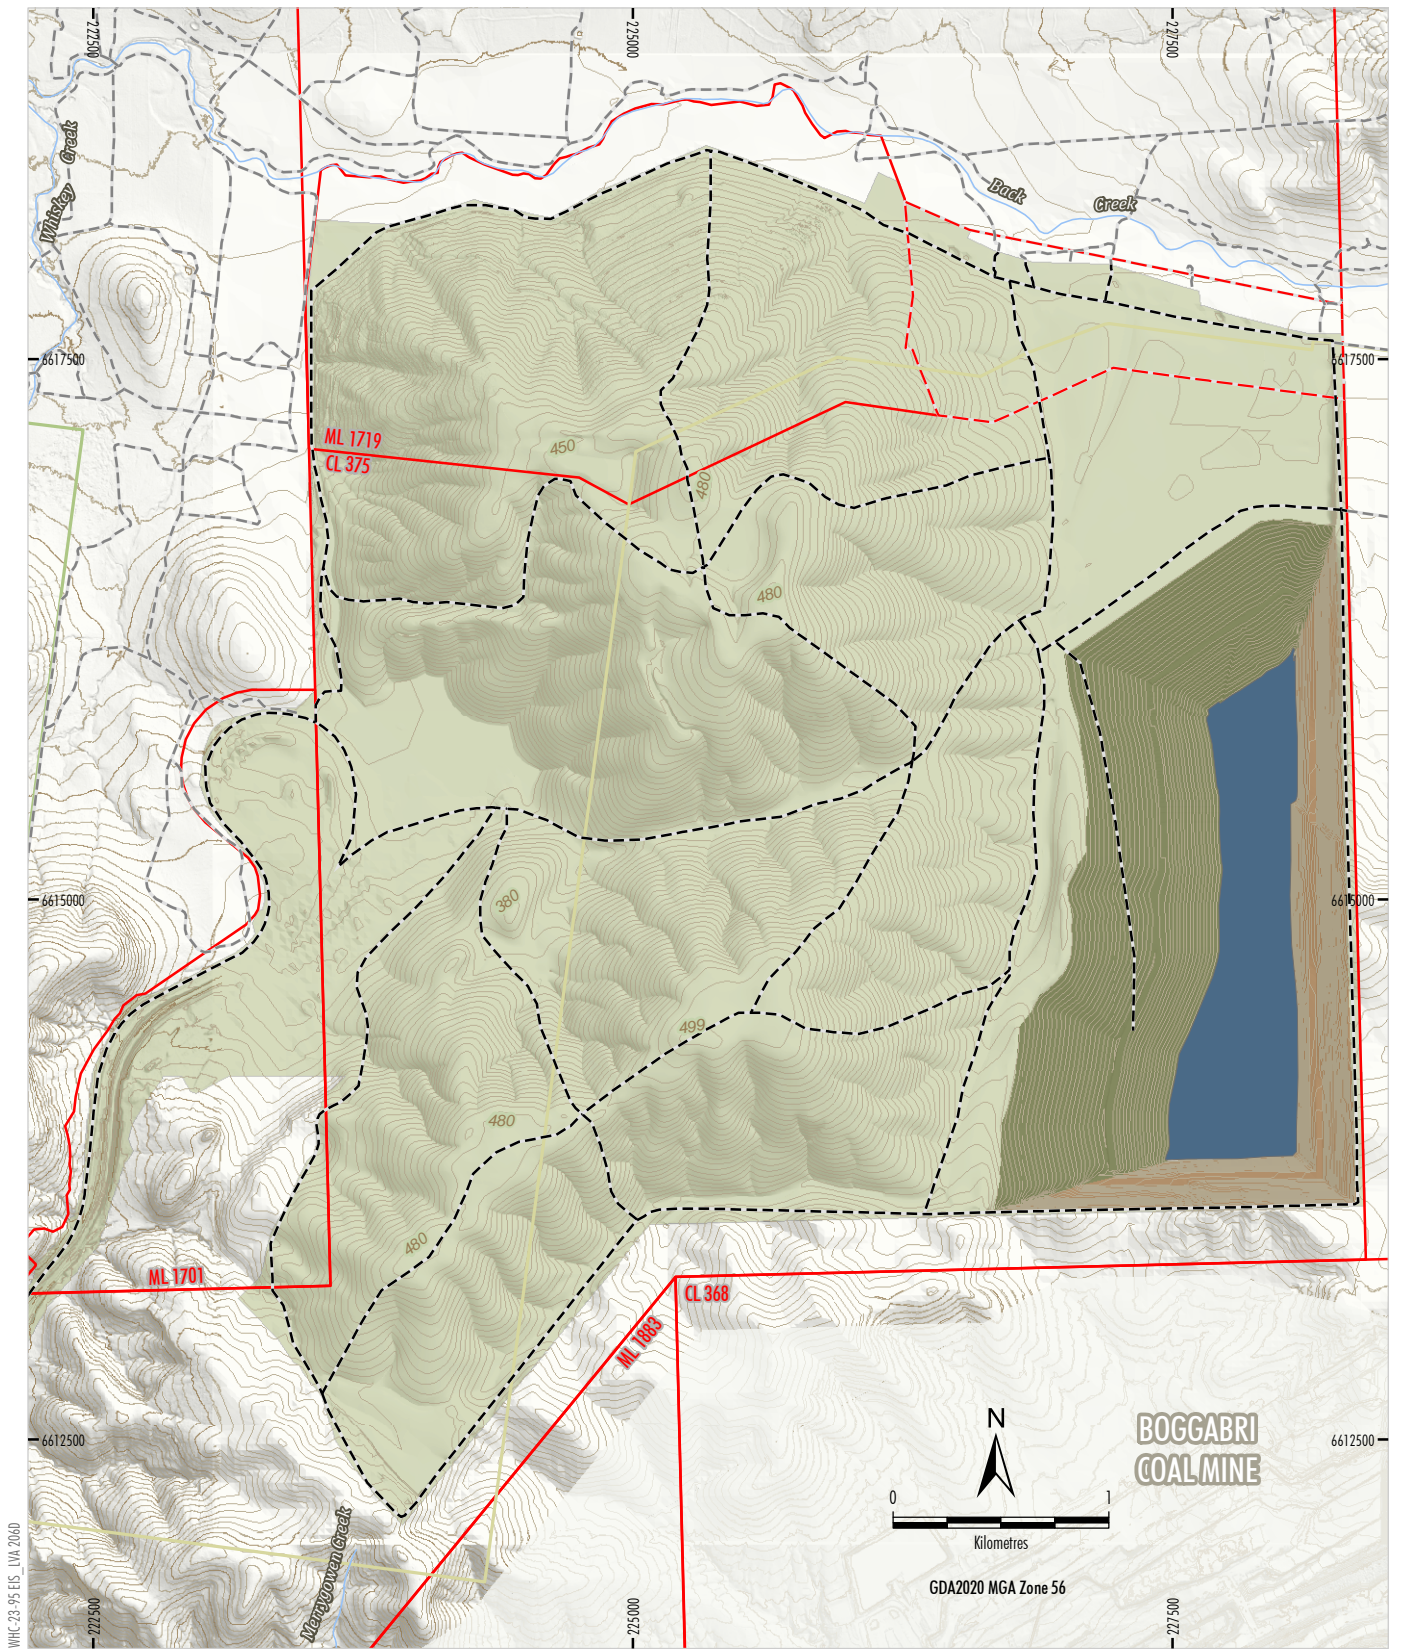 222500
225000
227500
Whiskey
Creek
Back
Creek
6617500
6617500
ML 1719
CL 375
450
480
480
6615000
6615000
380
499
480
480
ML 1701
CL 368
ML 1883
BOGGABRI
COAL MINE
N
0 1
Kilometres
GDA2020 MGA Zone 56
6612500
6612500
Merrygowen Creek
222500
225000
227500
WHC-23-95 EIS_LVA 206D